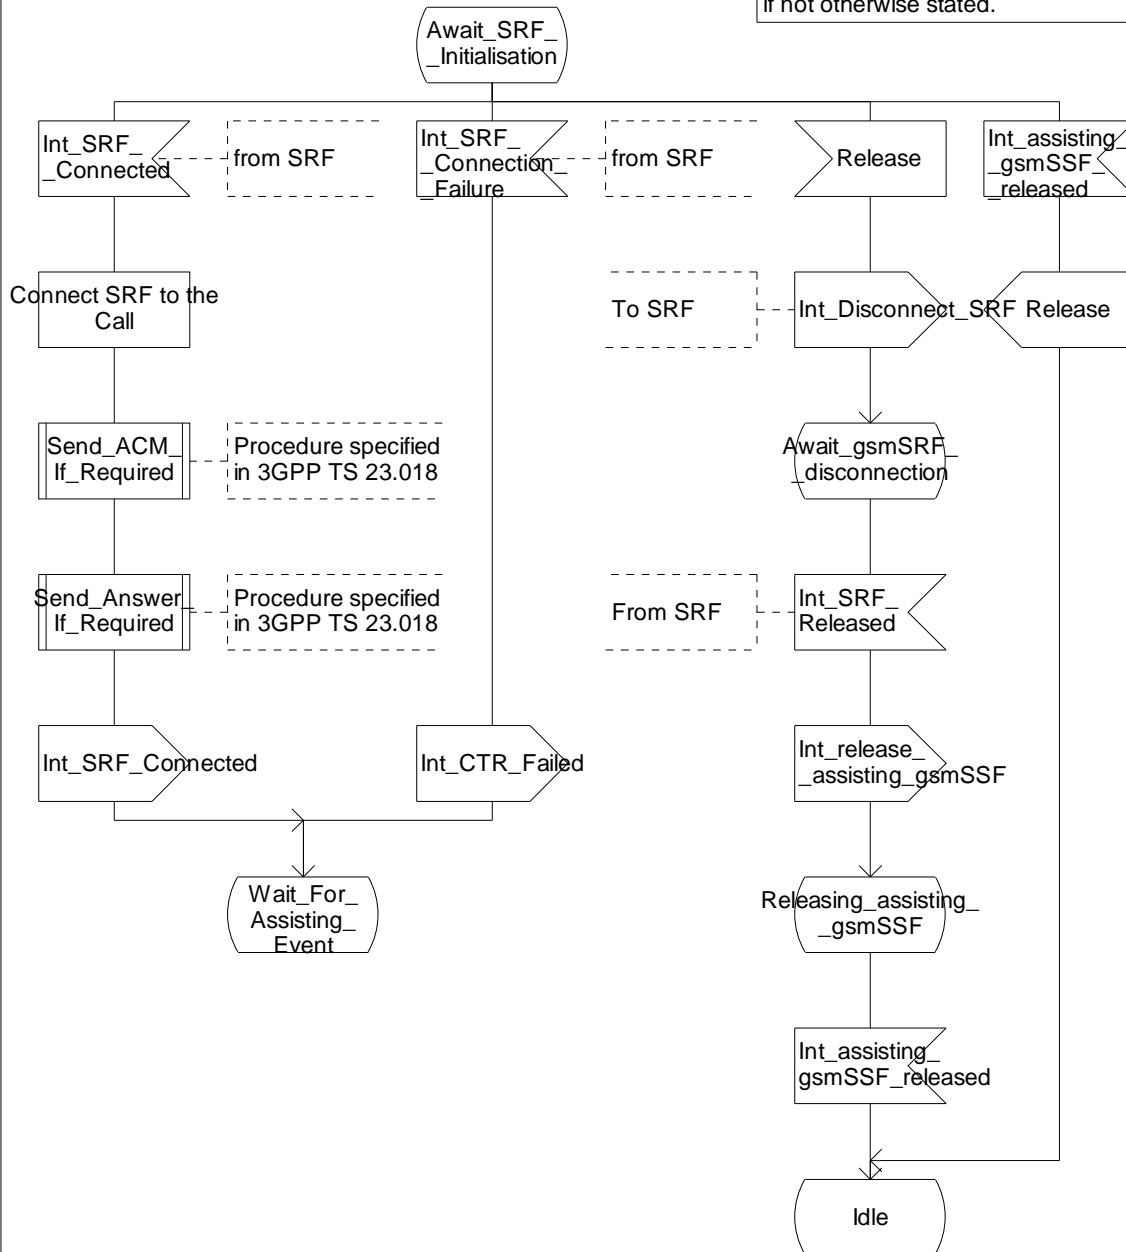 if not otherwise stated.
Await_SRF_
_Initialisation
Int_SRF_
_Connected
from SRF
Int_SRF_
_Connection_
_Failure
from SRF
Release
Int_assisting_
_gsmSSF_
_released
Connect SRF to the
Call
To SRF
Int_Disconnect_SRF
Release
Send_ACM_
If_Required
Procedure specified
in 3GPP TS 23.018
Await_gsmSRF_
_disconnection
Send_Answer_
If_Required
Procedure specified
in 3GPP TS 23.018
From SRF
Int_SRF_
Released
Int_SRF_Connected
Int_CTR_Failed
Int_release_
_assisting_gsmSSF
Wait_For_
Assisting_
Event
Releasing_assisting_
_gsmSSF
Int_assisting_
gsmSSF_released
Idle